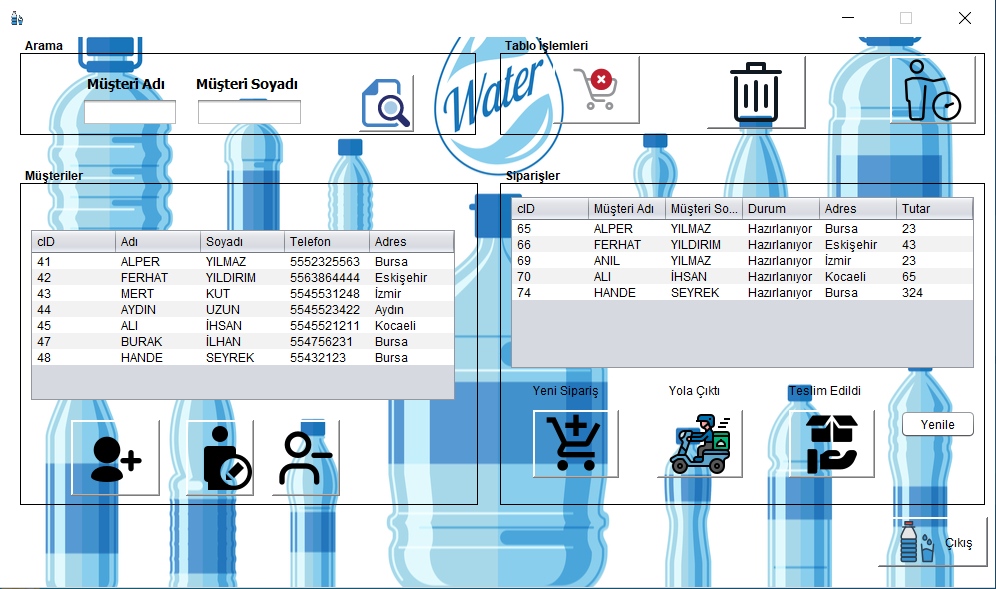 Arama
Müşteri Adı Müşteri Soyadı
Water
Tablo İşlemleri
Müşteriler
cID Adı Soyadı Telefon Adres
41 ALPER YILMAZ 5552325563 Bursa
42 FERHAT YILDIRIM 5563864444 Eskişehir
43 MERT KUT 5545531248 İzmir
44 AYDIN UZUN 5545523422 Aydın
45 ALI İHSAN 5545521211 Kocaeli
47 BURAK İLHAN 554756231 Bursa
48 HANDE SEYREK 55432123 Bursa
Siparişler
cID Müşteri Adı Müşteri So... Durum Adres Tutar
65 ALPER YILMAZ Hazırlanıyor Bursa 23
66 FERHAT YILDIRIM Hazırlanıyor Eskişehir 43
69 ANIL YILMAZ Hazırlanıyor İzmir 23
70 ALI İHSAN Hazırlanıyor Kocaeli 65
74 HANDE SEYREK Hazırlanıyor Bursa 324
Yeni Sipariş Yola Çıktı Teslim Edildi
Yenile
Çıkış